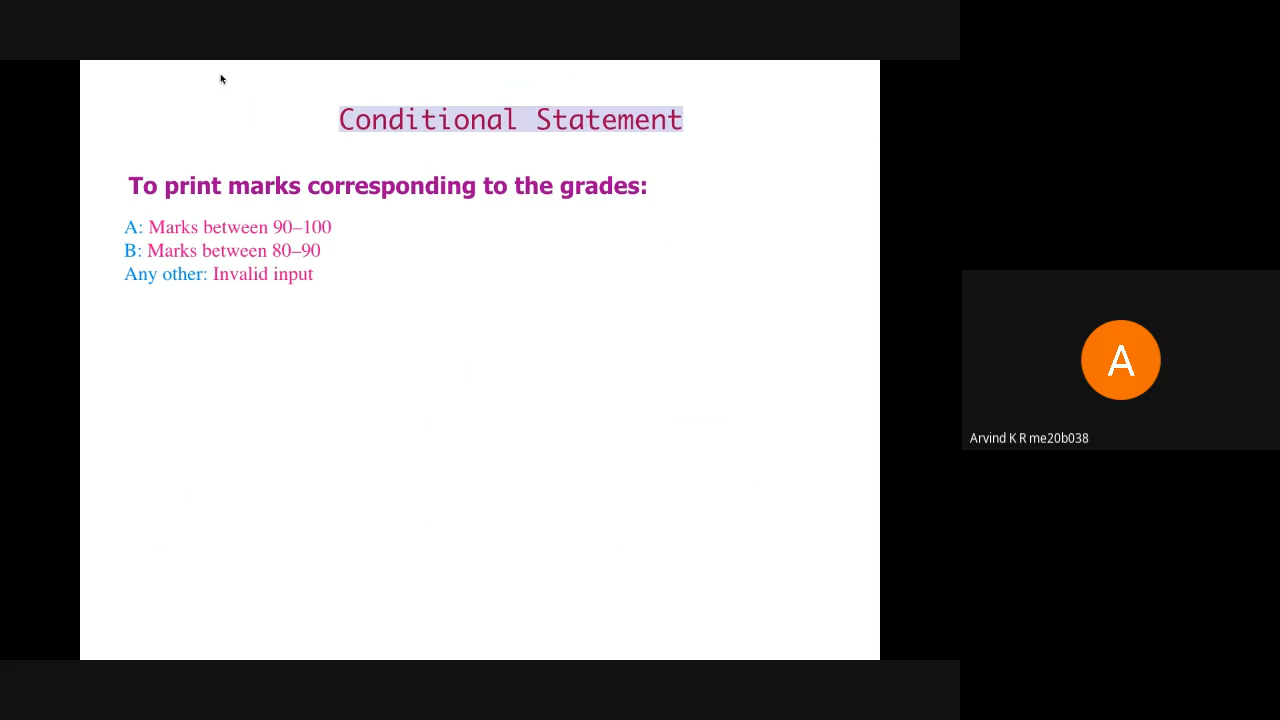 Conditional Statement
To print marks corresponding to the grades:
A: Marks between 90–100
B: Marks between 80–90
Any other: Invalid input
A
Arvind K R me20b038